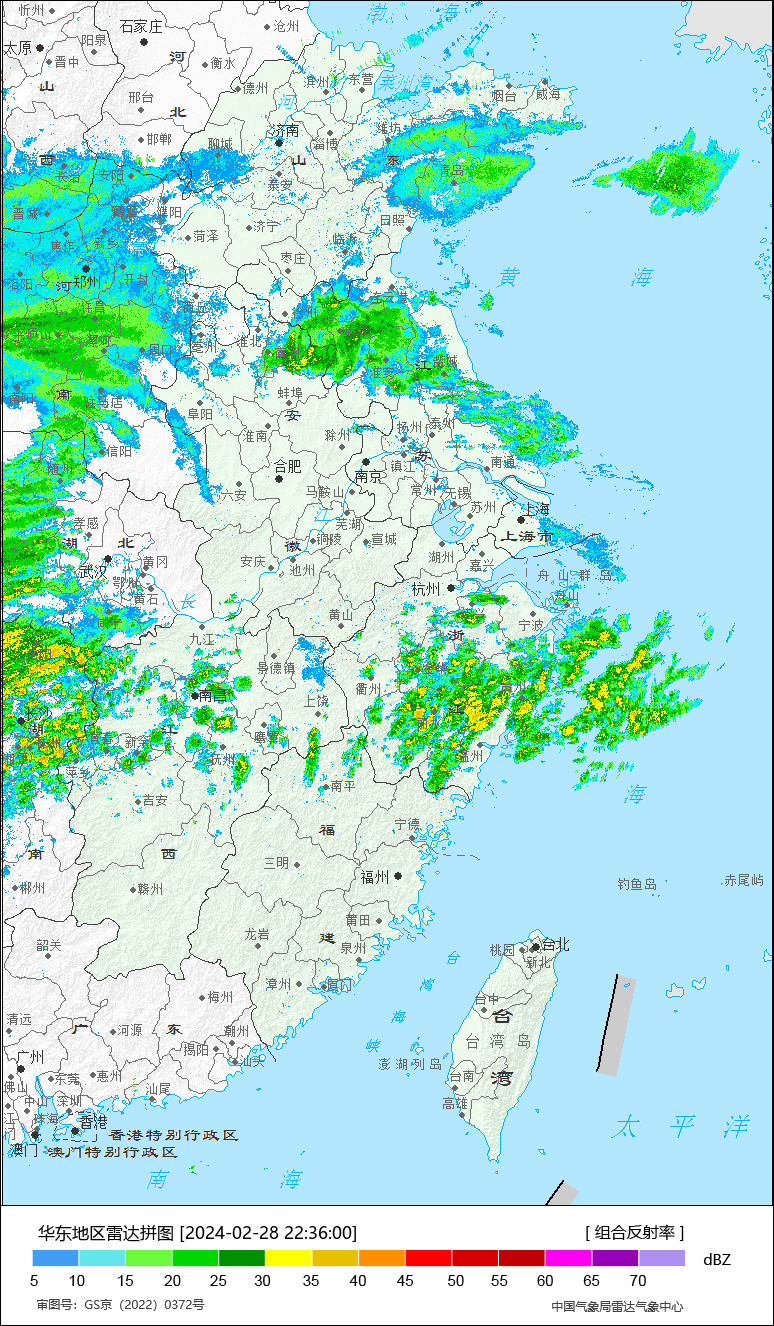 忻州
石家庄
沧州
渤 海
太原
阳泉
晋中
河
衡水
德州
滨州
东营
莱州湾
山
邢台
北
河
烟台
威海
邯郸
聊城
济南
淄博
潍坊
西
山
东
长治
安阳
泰安
青岛
晋城
濮阳
菏泽
济宁
日照
临沂
焦作
新乡
枣庄
黄 海
洛阳
河
郑州
开封
许昌
商丘
平顶山
周口
亳州
淮北
淮安
江
盐城
南阳
南
驻马店
阜阳
蚌埠
安
信阳
淮南
滁州
扬州
泰州
随州
合肥
南京
镇江
苏
南通
六安
马鞍山
常州
无锡
苏州
孝感
芜湖
江
上海
湖 北
徽
铜陵
宣城
上海市
黄冈
武汉
安庆
池州
湖州
嘉兴
鄂州
黄石
杭州
舟 山 群 岛
舟山
长
咸宁
黄山
绍兴
宁波
九江
浙
景德镇
金华
衢州
南昌
上饶
江
湖
新余
江
鹰潭
抚州
温州
萍乡
南平
吉安
海
福
宁德
南
西
三明
郴州
赣州
福州
钓鱼岛
赤尾屿
莆田
韶关
龙岩
建
泉州
台北
桃园
新北
台
漳州
厦门
湾
梅州
台中
清远
广 东
河源
潮州
台
海
揭阳
台 湾 岛
广州
汕头
峡
澎湖列岛
佛山
东莞
惠州
台南
湾
汕尾
高雄
中山
深圳
江门
珠海
香港
香港特别行政区
太 平 洋
澳门
澳门特别行政区
南 海
华东地区雷达拼图 [2024-02-28 22:36:00]
[ 组合反射率 ]
dBZ
5 10 15 20 25 30 35 40 45 50 55 60 65 70
审图号：GS京（2022）0372号
中国气象局雷达气象中心